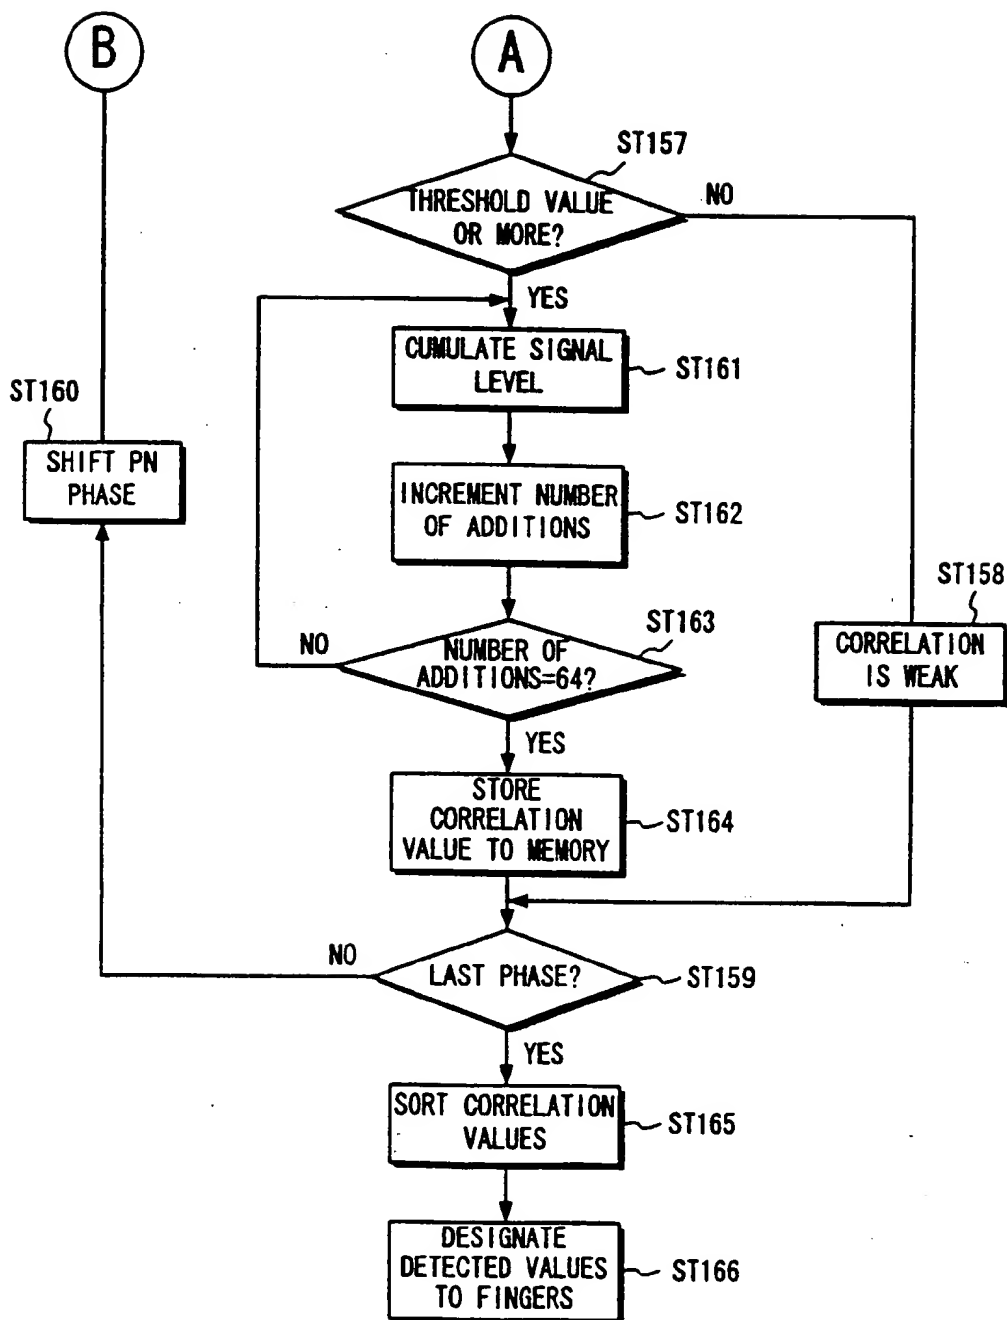 B
A
ST157
THRESHOLD VALUE
OR MORE?
NO
YES
CUMULATE SIGNAL
LEVEL
ST161
ST160
SHIFT PN
PHASE
INCREMENT NUMBER
OF ADDITIONS
ST162
ST158
CORRELATION
IS WEAK
ST163
NO
NUMBER OF
ADDITIONS=64?
YES
STORE
CORRELATION
VALUE TO MEMORY
ST164
NO
LAST PHASE?
ST159
YES
SORT CORRELATION
VALUES
ST165
DESIGNATE
DETECTED VALUES
TO FINGERS
ST166